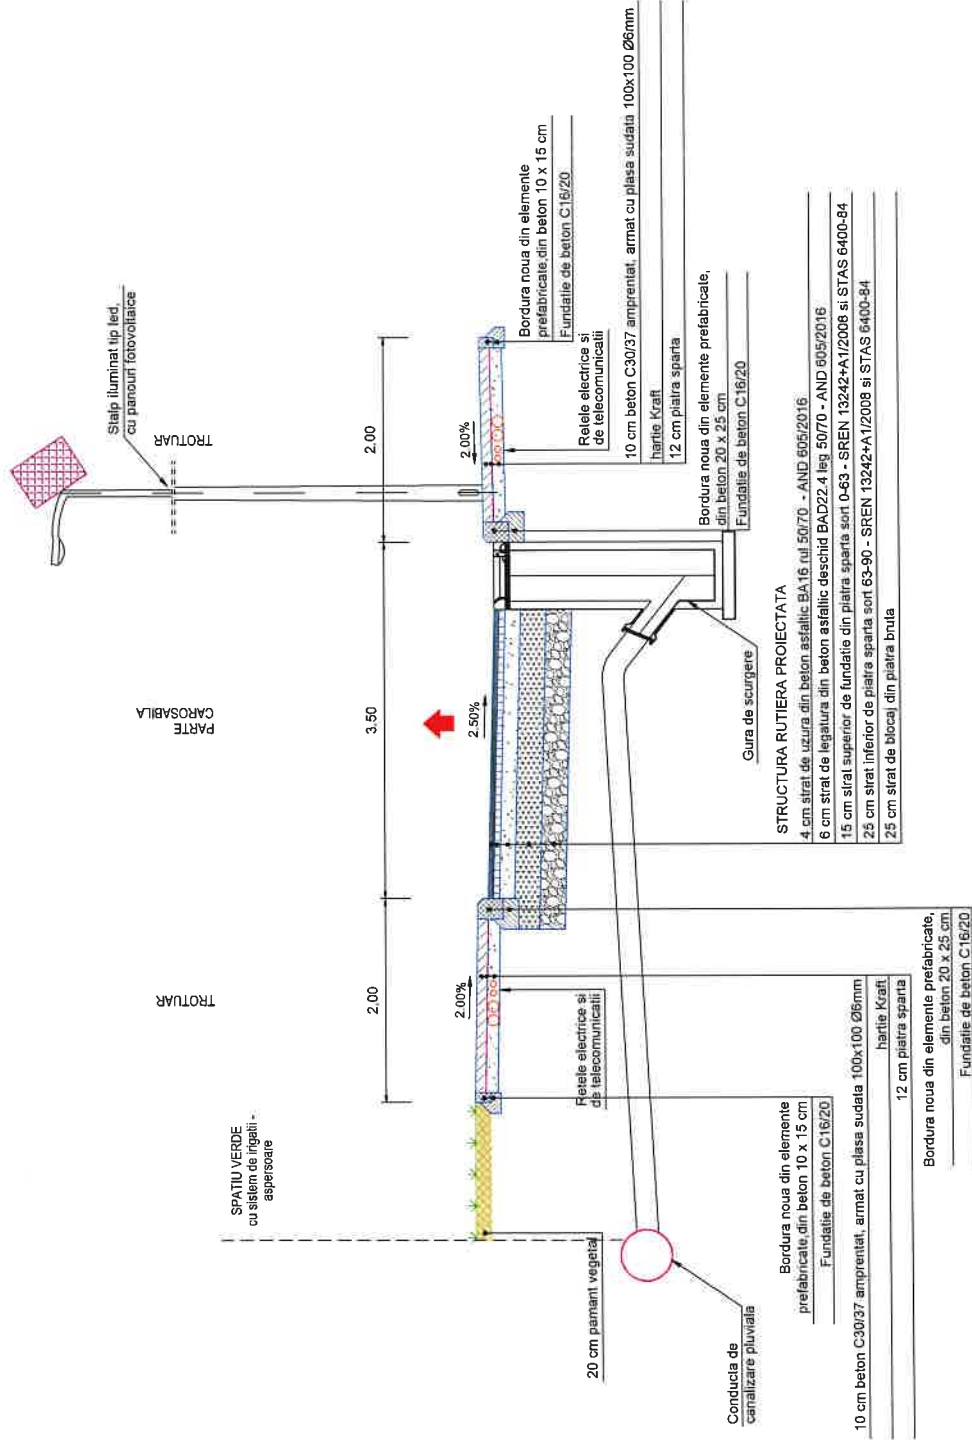 Stalp iluminat tip led,
cu panouri fotovoltaice
TROTUAR
PARTE
CAROSABILA
TROTUAR
SPATIU VERDE
cu sistem de irigatii -
aspersoare
2,00
3.50
2,00
2.00%
2.50%
2.00%
Bordura noua din elemente
prefabricate,din beton 10 x 15 cm
Fundatie de beton C16/20
Retele electrice si
de telecomunicatii
10 cm beton C30/37 amprentat, armat cu plasa sudata 100x100 Ø6mm
hartie Kraft
12 cm piatra sparta
Bordura noua din elemente prefabricate,
din beton 20 x 25 cm
Fundatie de beton C16/20
Gura de scurgere
STRUCTURA RUTIERA PROIECTATA
4 cm strat de uzura din beton asfaltic BA16 rul 50/70 - AND 605/2016
6 cm strat de legatura din beton asfaltic deschid BAD22.4 leg 50/70 - AND 605/2016
15 cm strat superior de fundatie din piatra sparta sort 0-63 - SREN 13242+A1/2008 si STAS 6400-84
25 cm strat inferior de piatra sparta sort 63-90 - SREN 13242+A1/2008 si STAS 6400-84
25 cm strat de blocaj din piatra bruta
Retele electrice si
de telecomunicatii
20 cm pamant vegetal
Conducta de
canalizare pluviala
Bordura noua din elemente
prefabricate,din beton 10 x 15 cm
Fundatie de beton C16/20
10 cm beton C30/37 amprentat, armat cu plasa sudata 100x100 Ø6mm
hartie Kraft
12 cm piatra sparta
Bordura noua din elemente prefabricate,
din beton 20 x 25 cm
Fundatie de beton C16/20